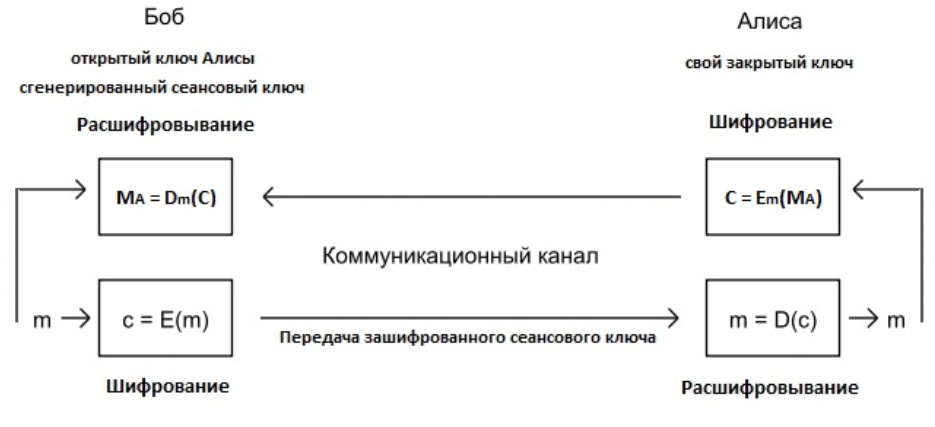 Боб
Алиса
открытый ключ Алисы
сгенерированный сеансовый ключ
свой закрытый ключ
Расшифровывание
Шифрование
MA = Dm(C)
C = Em(MA)
Коммуникационный канал
m
c = E(m)
m = D(c)
m
Передача зашифрованного сеансового ключа
Шифрование
Расшифровывание